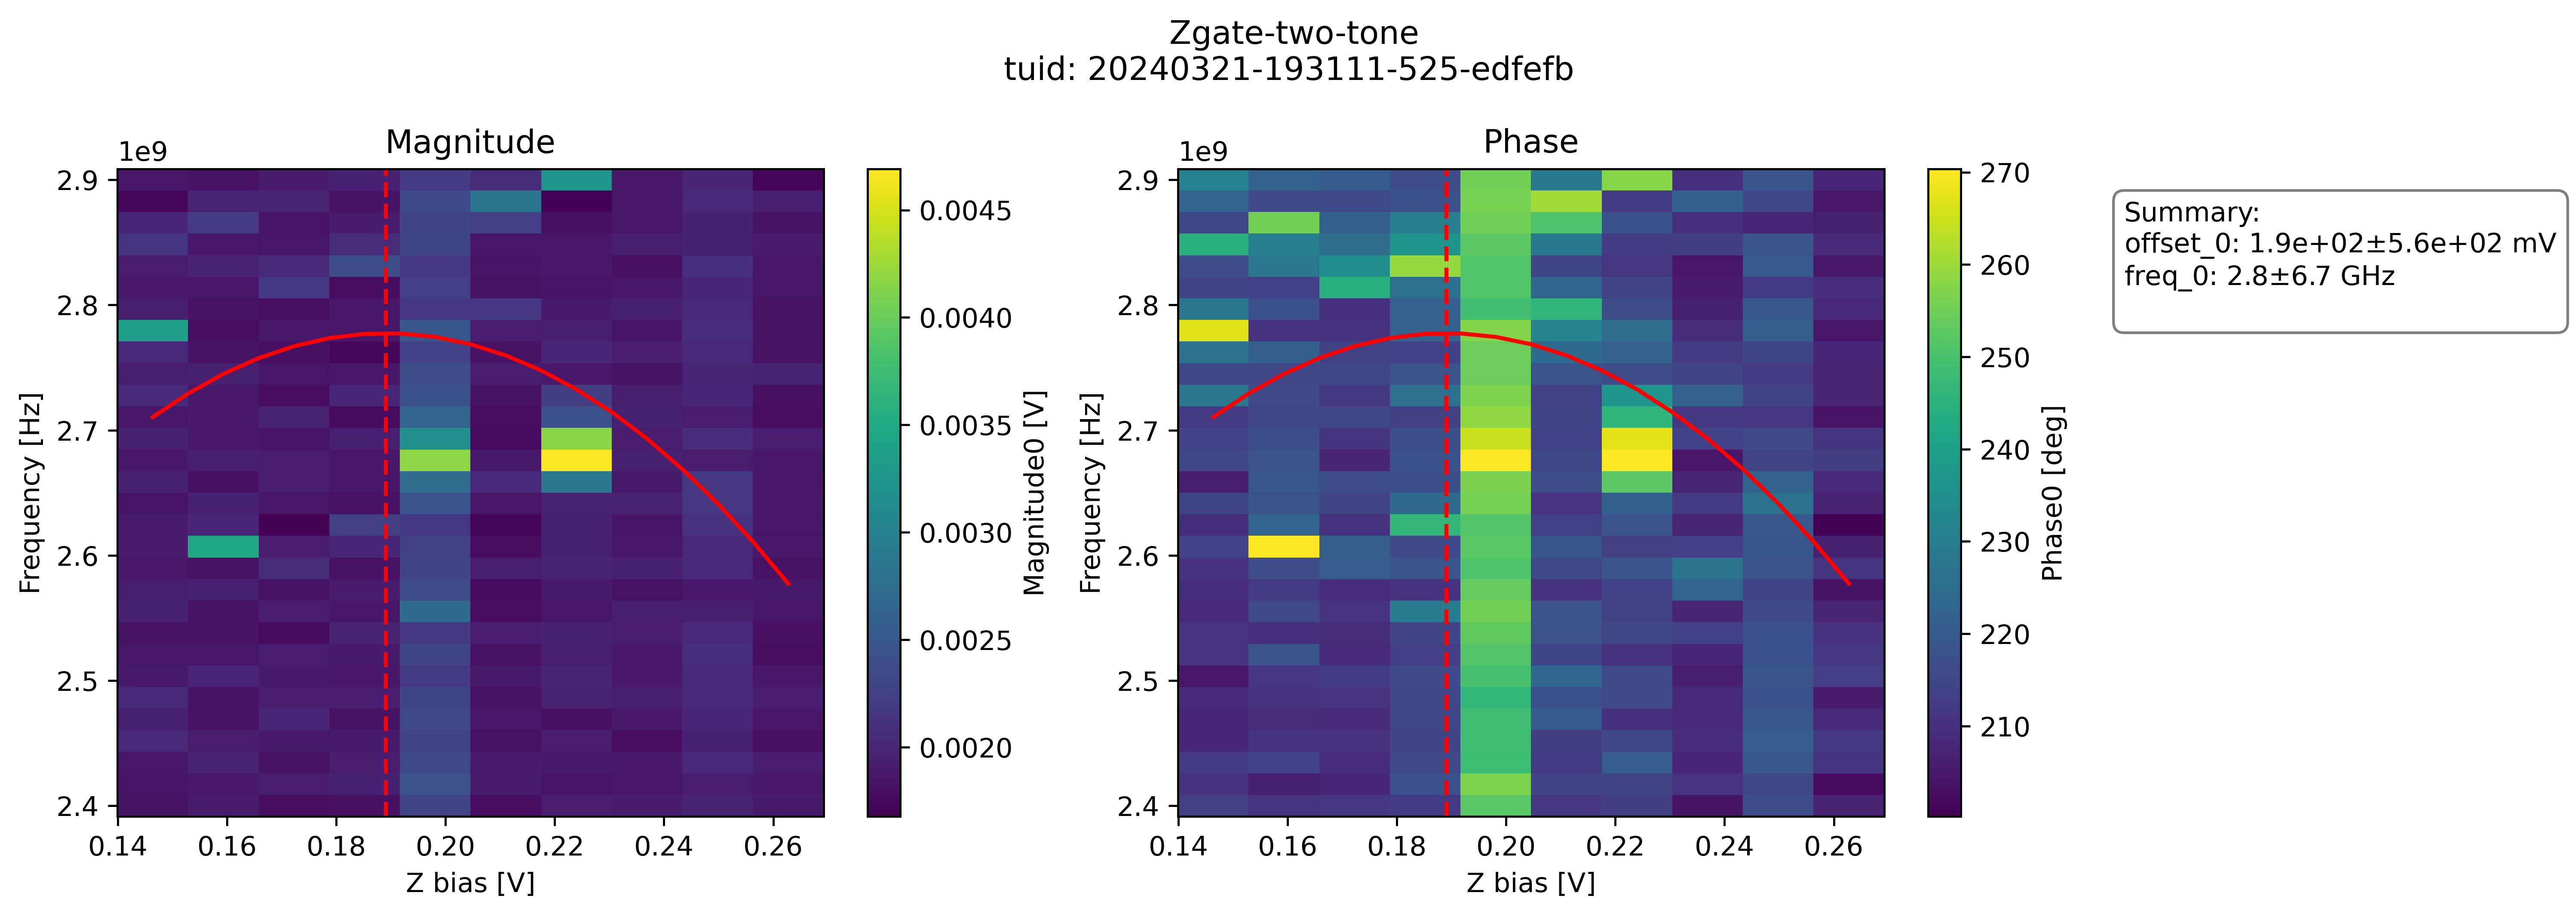 Zgate-two-tone
tuid: 20240321-193111-525-edfefb
Magnitude
1e9
2.9
2.8
2.7
2.6
2.5
2.4
Frequency [Hz]
0.14
0.16
0.18
0.20
0.22
0.24
0.26
Z bias [V]
0.0045
0.0040
0.0035
0.0030
0.0025
0.0020
Magnitude0 [V]
Phase
1e9
2.9
2.8
2.7
2.6
2.5
2.4
Frequency [Hz]
0.14
0.16
0.18
0.20
0.22
0.24
0.26
Z bias [V]
270
260
250
240
230
220
210
Phase0 [deg]
Summary:
offset_0: 1.9e+02±5.6e+02 mV
freq_0: 2.8±6.7 GHz